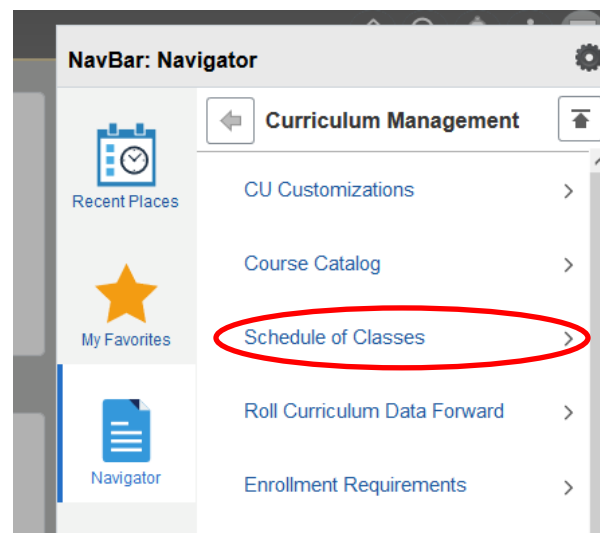 NavBar: Navigator
Recent Places
My Favorites
Navigator
Curriculum Management
CU Customizations
Course Catalog
Schedule of Classes
Roll Curriculum Data Forward
Enrollment Requirements